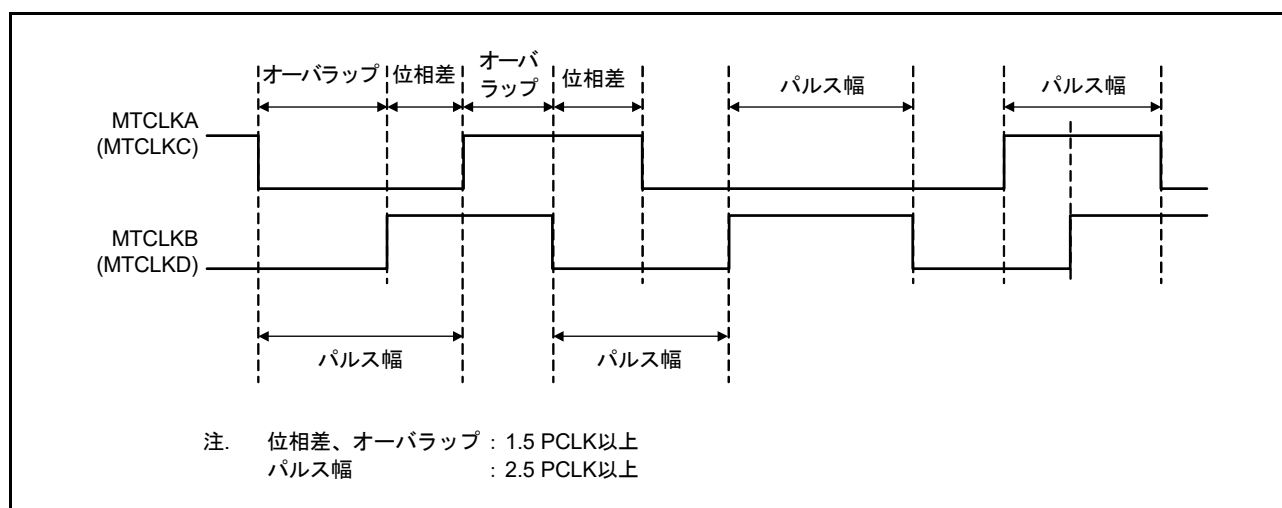 オーバラップ 位相差 オーバ
ラップ 位相差 パルス幅 パルス幅
MTCLKA
(MTCLKC)
MTCLKB
(MTCLKD)
パルス幅 パルス幅
注. 位相差、オーバラップ : 1.5 PCLK以上
パルス幅 : 2.5 PCLK以上